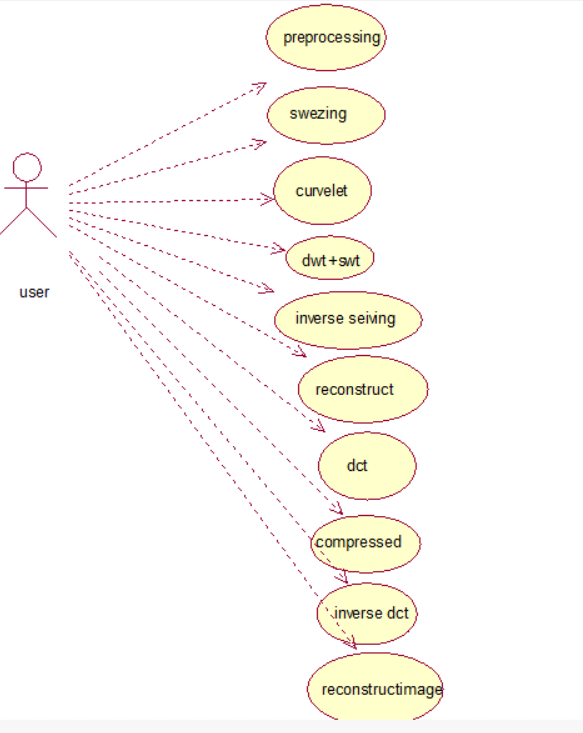 preprocessing
swezing
curvelet
dwt+swt
user
inverse seiving
reconstruct
dct
compressed
inverse dct
reconstructimage